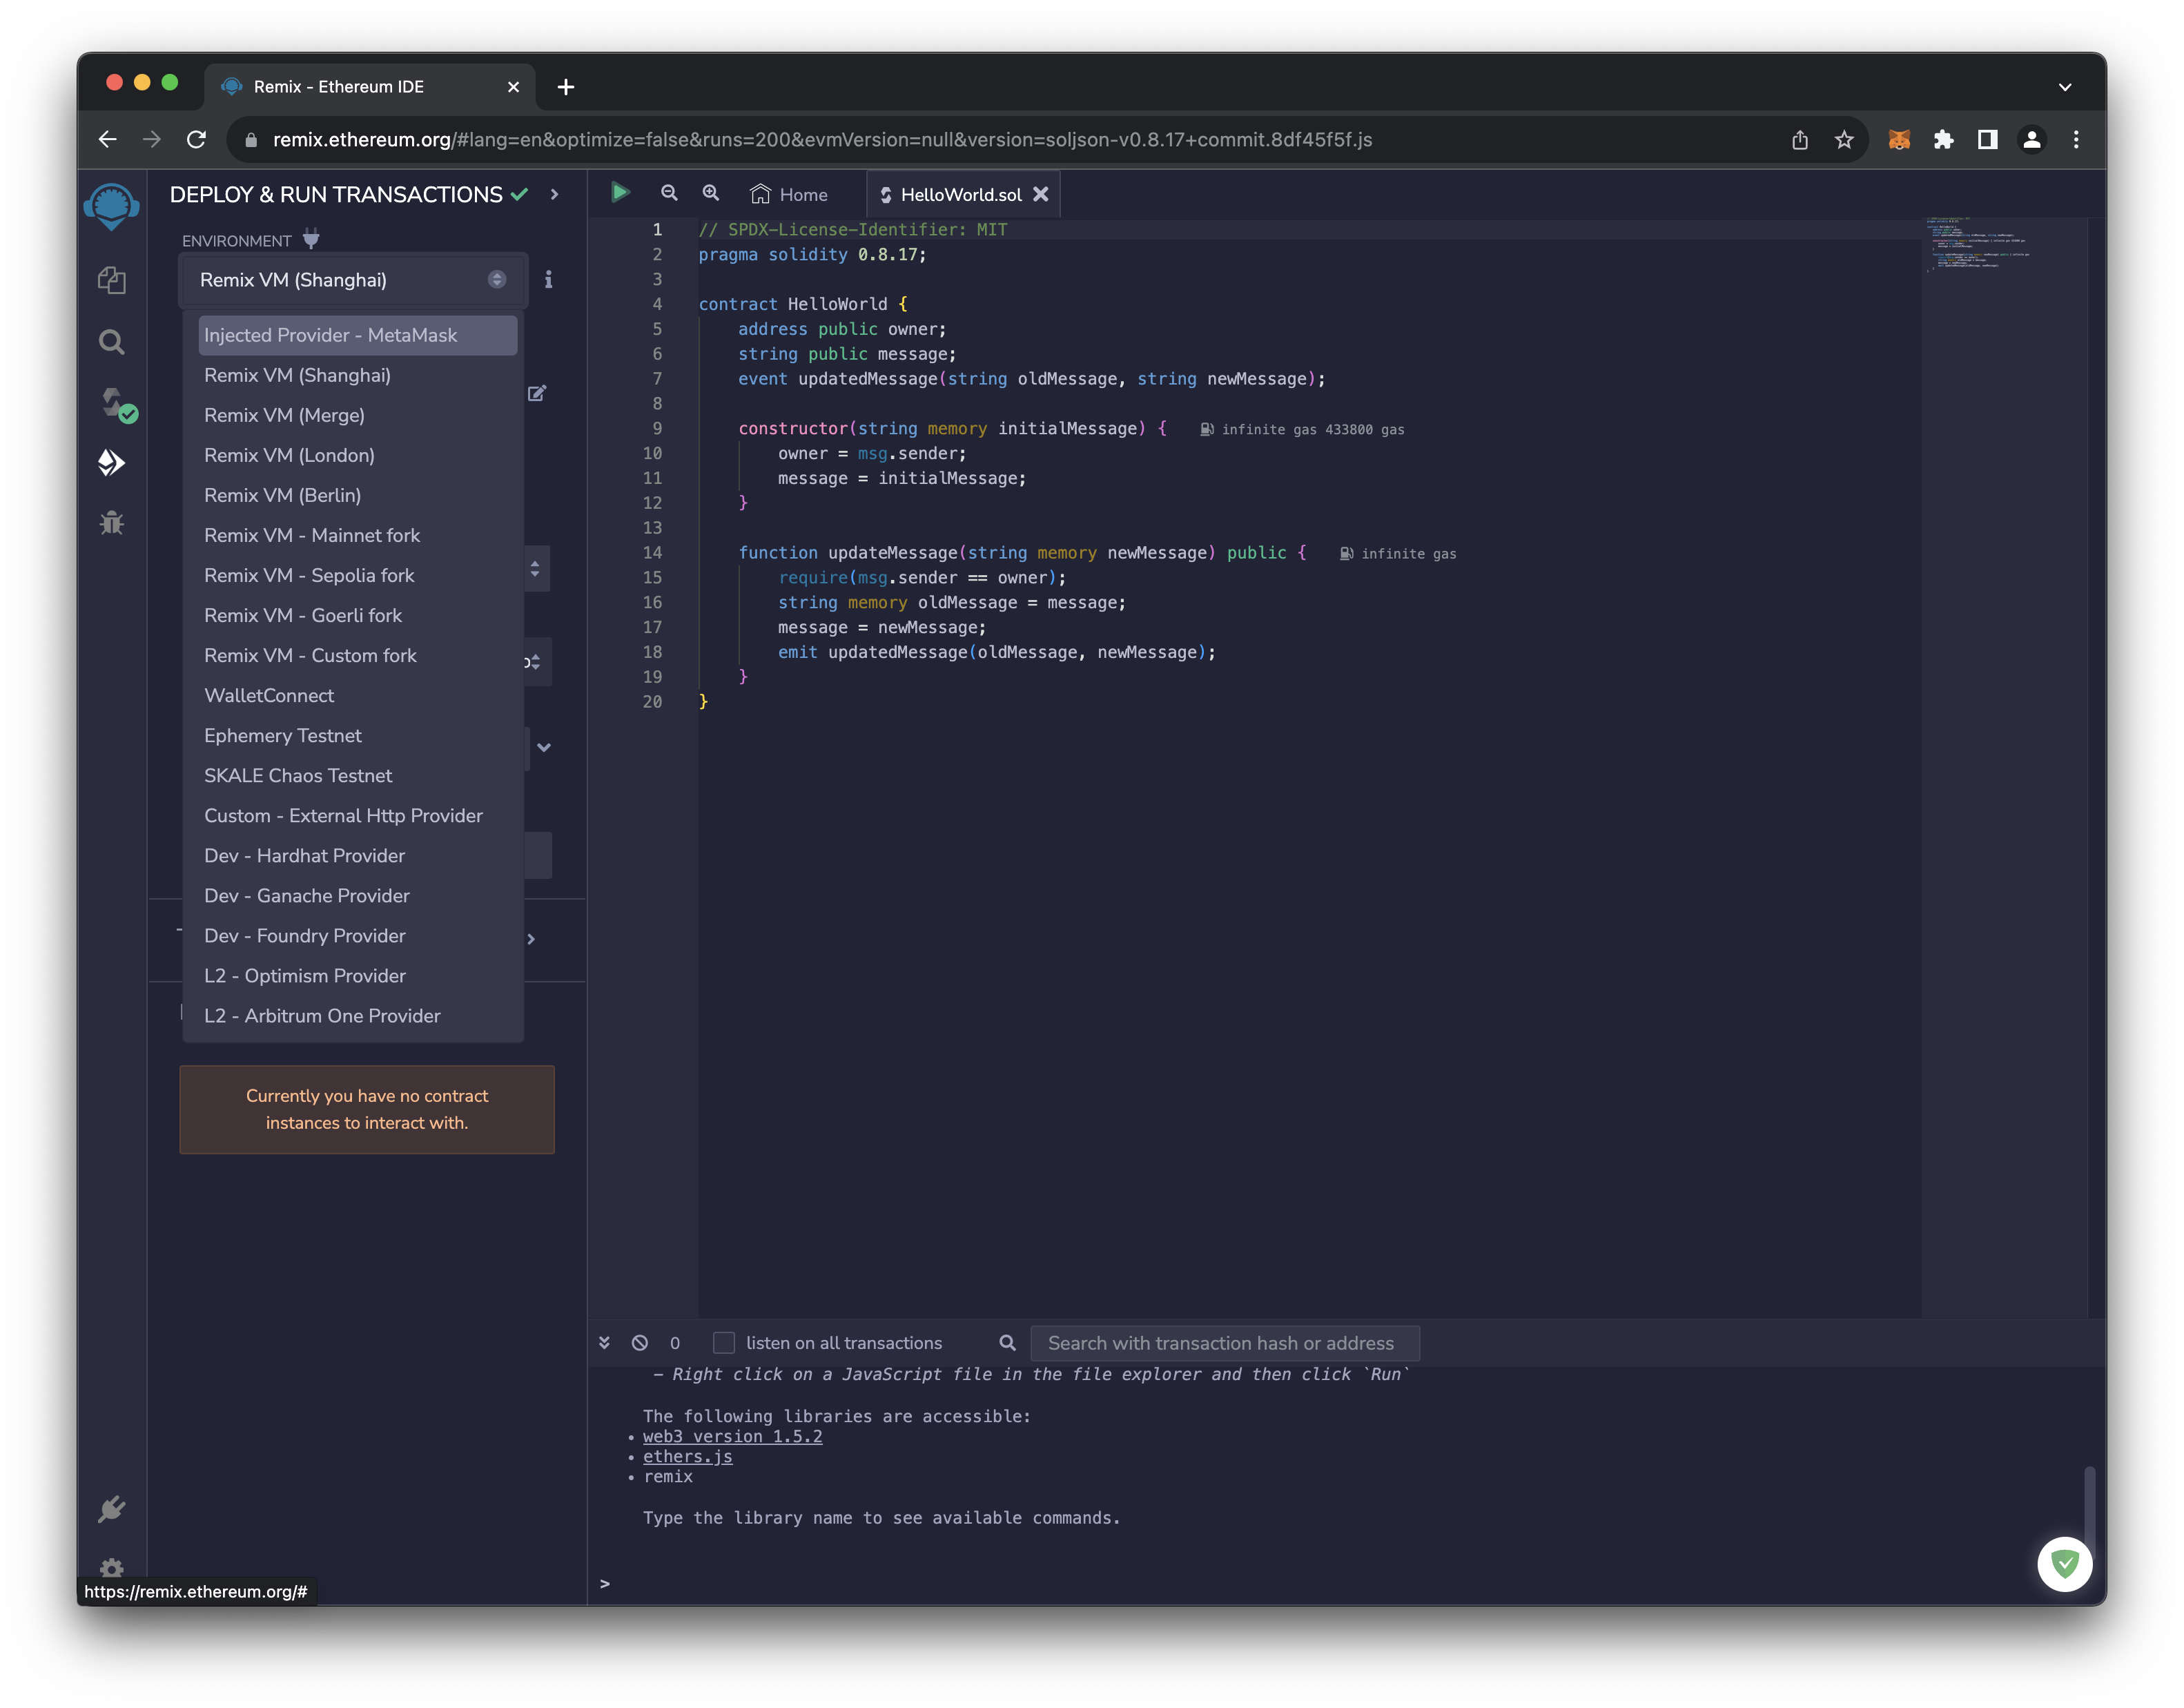 Remix - Ethereum IDE
remix.ethereum.org/#lang=en&optimize=false&runs=200&evmVersion=null&version=soljson-v0.8.17+commit.8df45f5f.js
DEPLOY & RUN TRANSACTIONS
ENVIRONMENT
Remix VM (Shanghai)
Injected Provider - MetaMask
Remix VM (Shanghai)
Remix VM (Merge)
Remix VM (London)
Remix VM (Berlin)
Remix VM - Mainnet fork
Remix VM - Sepolia fork
Remix VM - Goerli fork
Remix VM - Custom fork
WalletConnect
Ephemery Testnet
SKALE Chaos Testnet
Custom - External Http Provider
Dev - Hardhat Provider
Dev - Ganache Provider
Dev - Foundry Provider
L2 - Optimism Provider
L2 - Arbitrum One Provider
Currently you have no contract
instances to interact with.
Home
HelloWorld.sol
1 // SPDX-License-Identifier: MIT
2 pragma solidity 0.8.17;
3
4 contract HelloWorld {
5 address public owner;
6 string public message;
7 event updatedMessage(string oldMessage, string newMessage);
8
9 constructor(string memory initialMessage) { infinite gas 433800 gas
10 owner = msg.sender;
11 message = initialMessage;
12 }
13
14 function updateMessage(string memory newMessage) public { infinite gas
15 require(msg.sender == owner);
16 string memory oldMessage = message;
17 message = newMessage;
18 emit updatedMessage(oldMessage, newMessage);
19 }
20 }
0 listen on all transactions Search with transaction hash or address
- Right click on a JavaScript file in the file explorer and then click `Run`
The following libraries are accessible:
• web3 version 1.5.2
• ethers.js
• remix
Type the library name to see available commands.
>
https://remix.ethereum.org/#